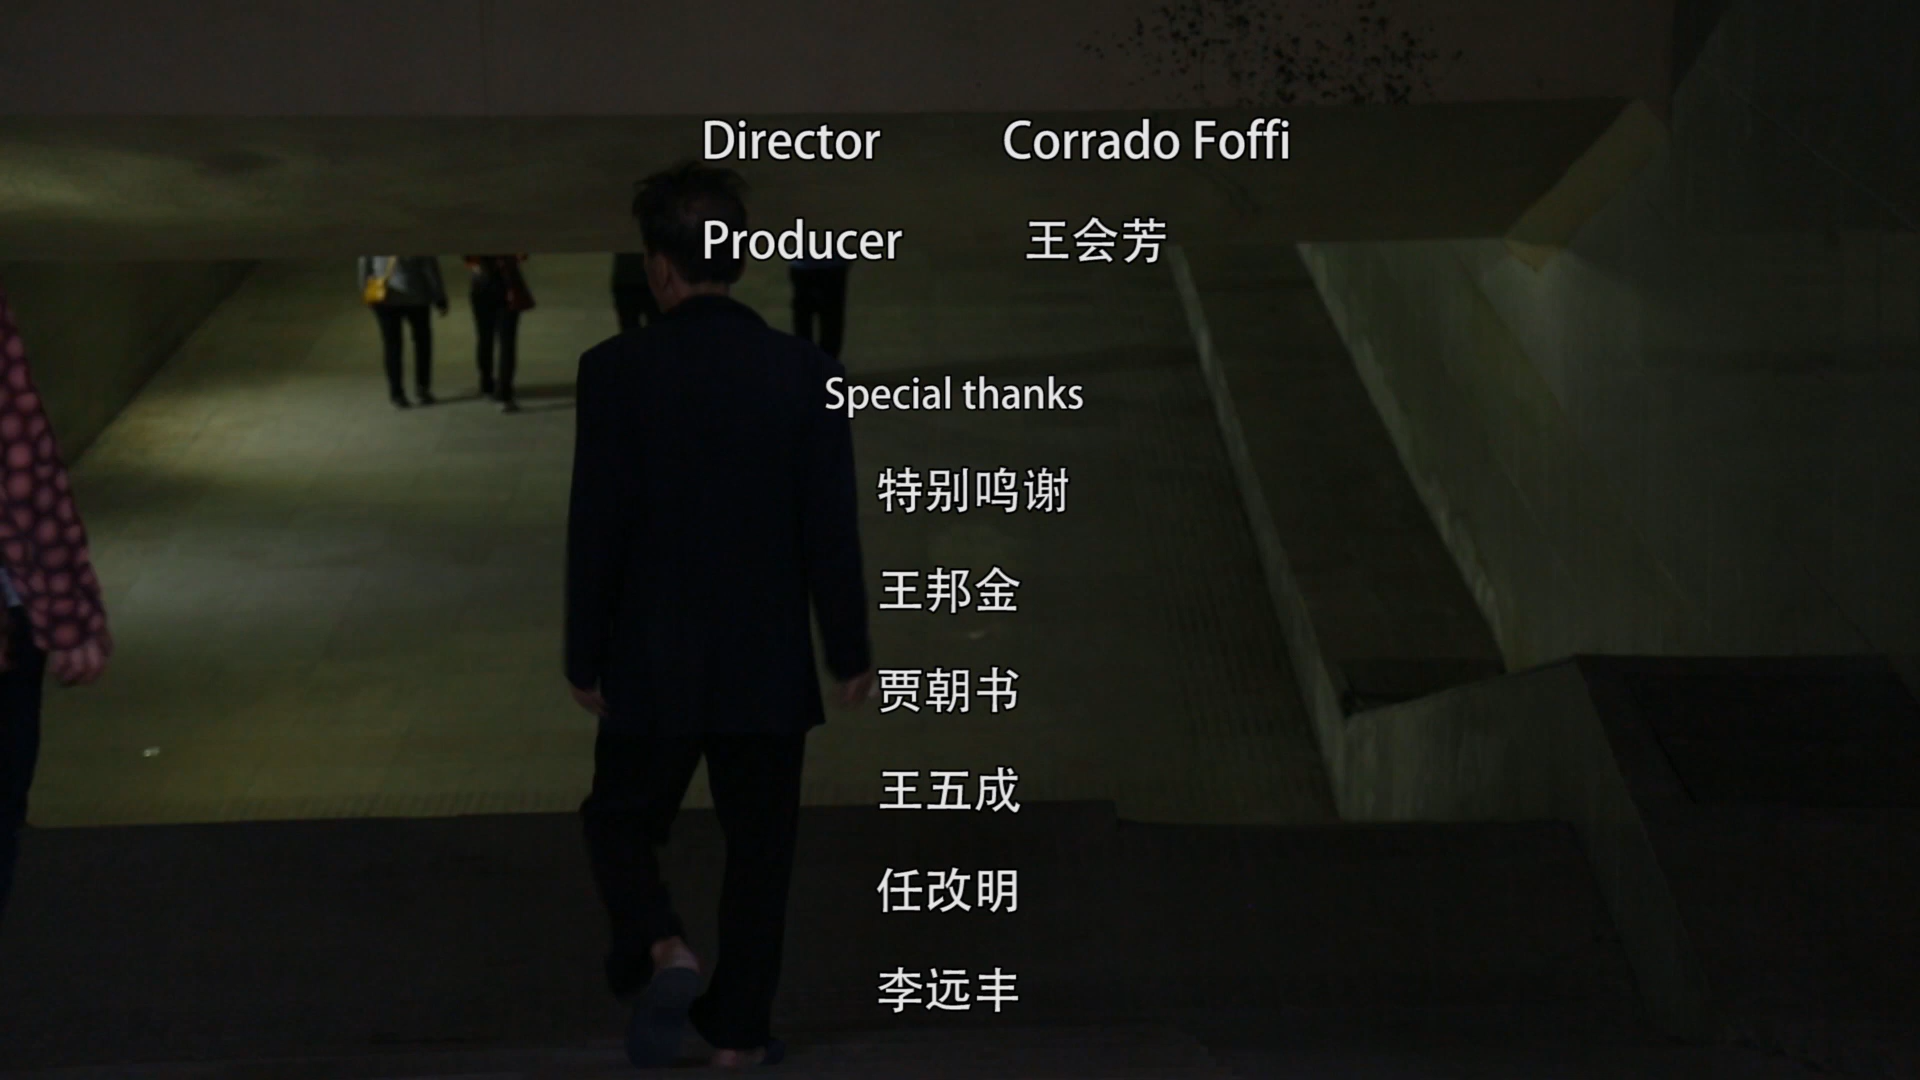 Director Corrado Foffi
Producer 王会芳
Special thanks
特别鸣谢
王邦金
贾朝书
王五成
任改明
李远丰